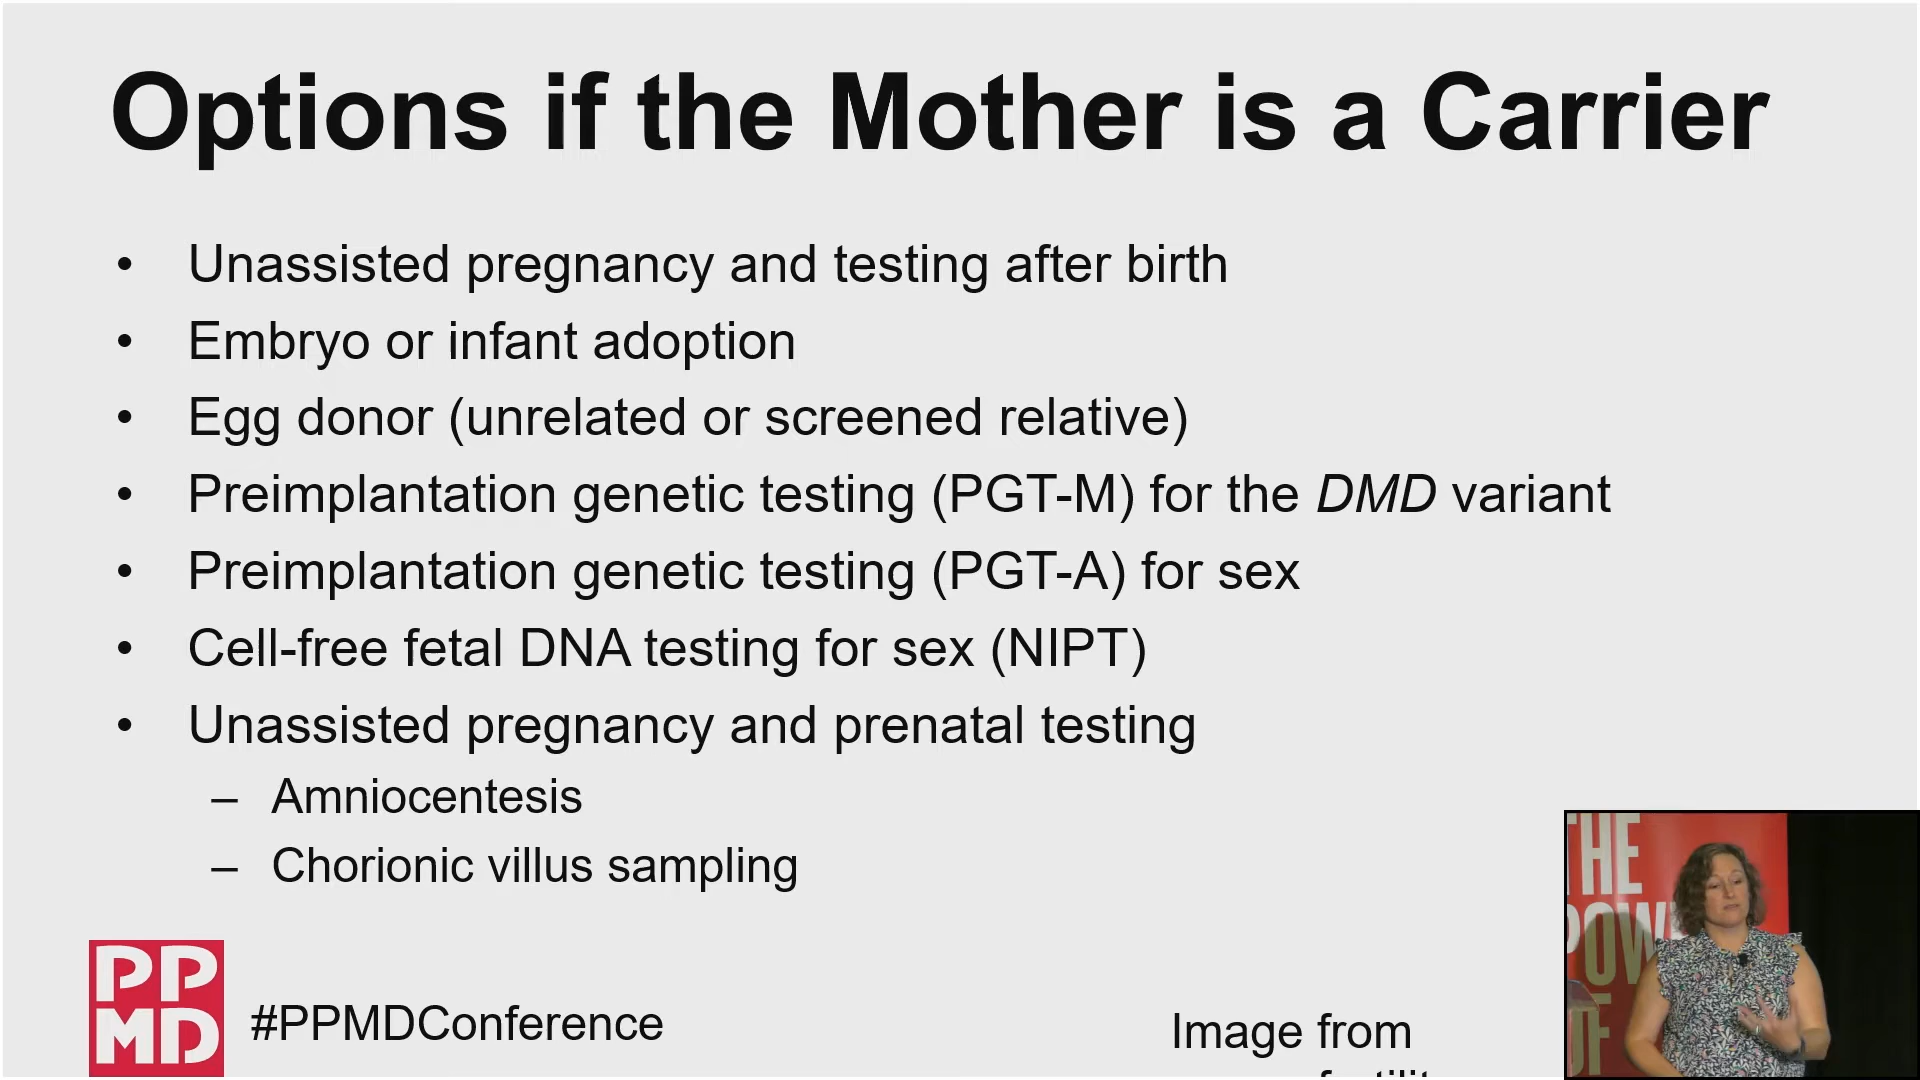 Options if the Mother is a Carrier
• Unassisted pregnancy and testing after birth
• Embryo or infant adoption
• Egg donor (unrelated or screened relative)
• Preimplantation genetic testing (PGT-M) for the DMD variant
• Preimplantation genetic testing (PGT-A) for sex
• Cell-free fetal DNA testing for sex (NIPT)
• Unassisted pregnancy and prenatal testing
– Amniocentesis
– Chorionic villus sampling
PP
MD
#PPMDConference
Image from
THE
OF